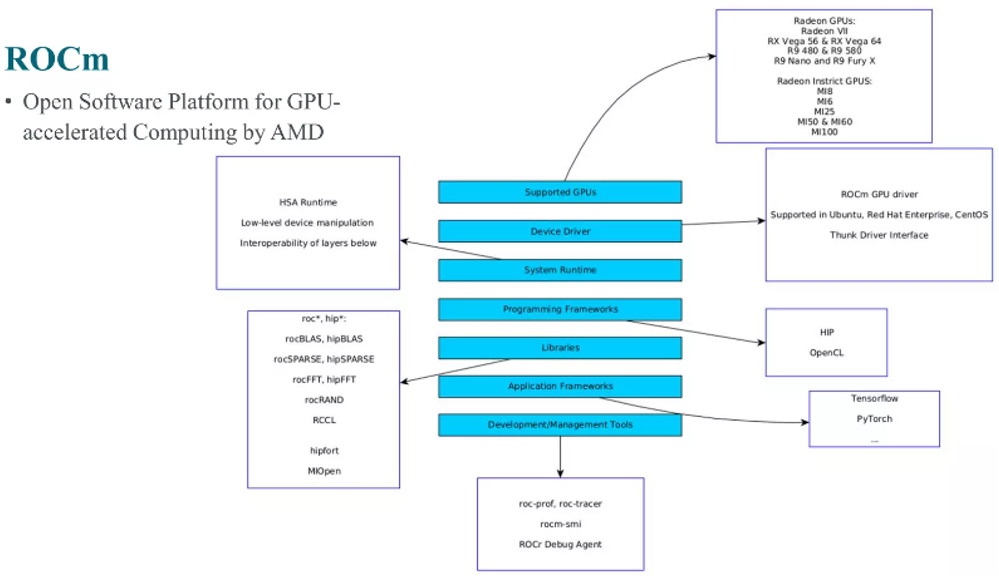 ROCm
• Open Software Platform for GPU-
accelerated Computing by AMD
Radeon GPUs:
Radeon VII
RX Vega 56 & RX Vega 64
R9 480 & R9 580
R9 Nano and R9 Fury X
Radeon Instrict GPUS:
MI8
MI6
MI25
MI50 & MI60
MI100
HSA Runtime
Low-level device manipulation
Interoperability of layers below
Supported GPUs
Device Driver
System Runtime
Programming Frameworks
Libraries
Application Frameworks
Development/Management Tools
ROCm GPU driver
Supported in Ubuntu, Red Hat Enterprise, CentOS
Thunk Driver Interface
roc*, hip*:
rocBLAS, hipBLAS
rocSPARSE, hipSPARSE
rocFFT, hipFFT
rocRAND
RCCL
hipfort
MIOpen
HIP
OpenCL
Tensorflow
PyTorch
...
roc-prof, roc-tracer
rocm-smi
ROCr Debug Agent